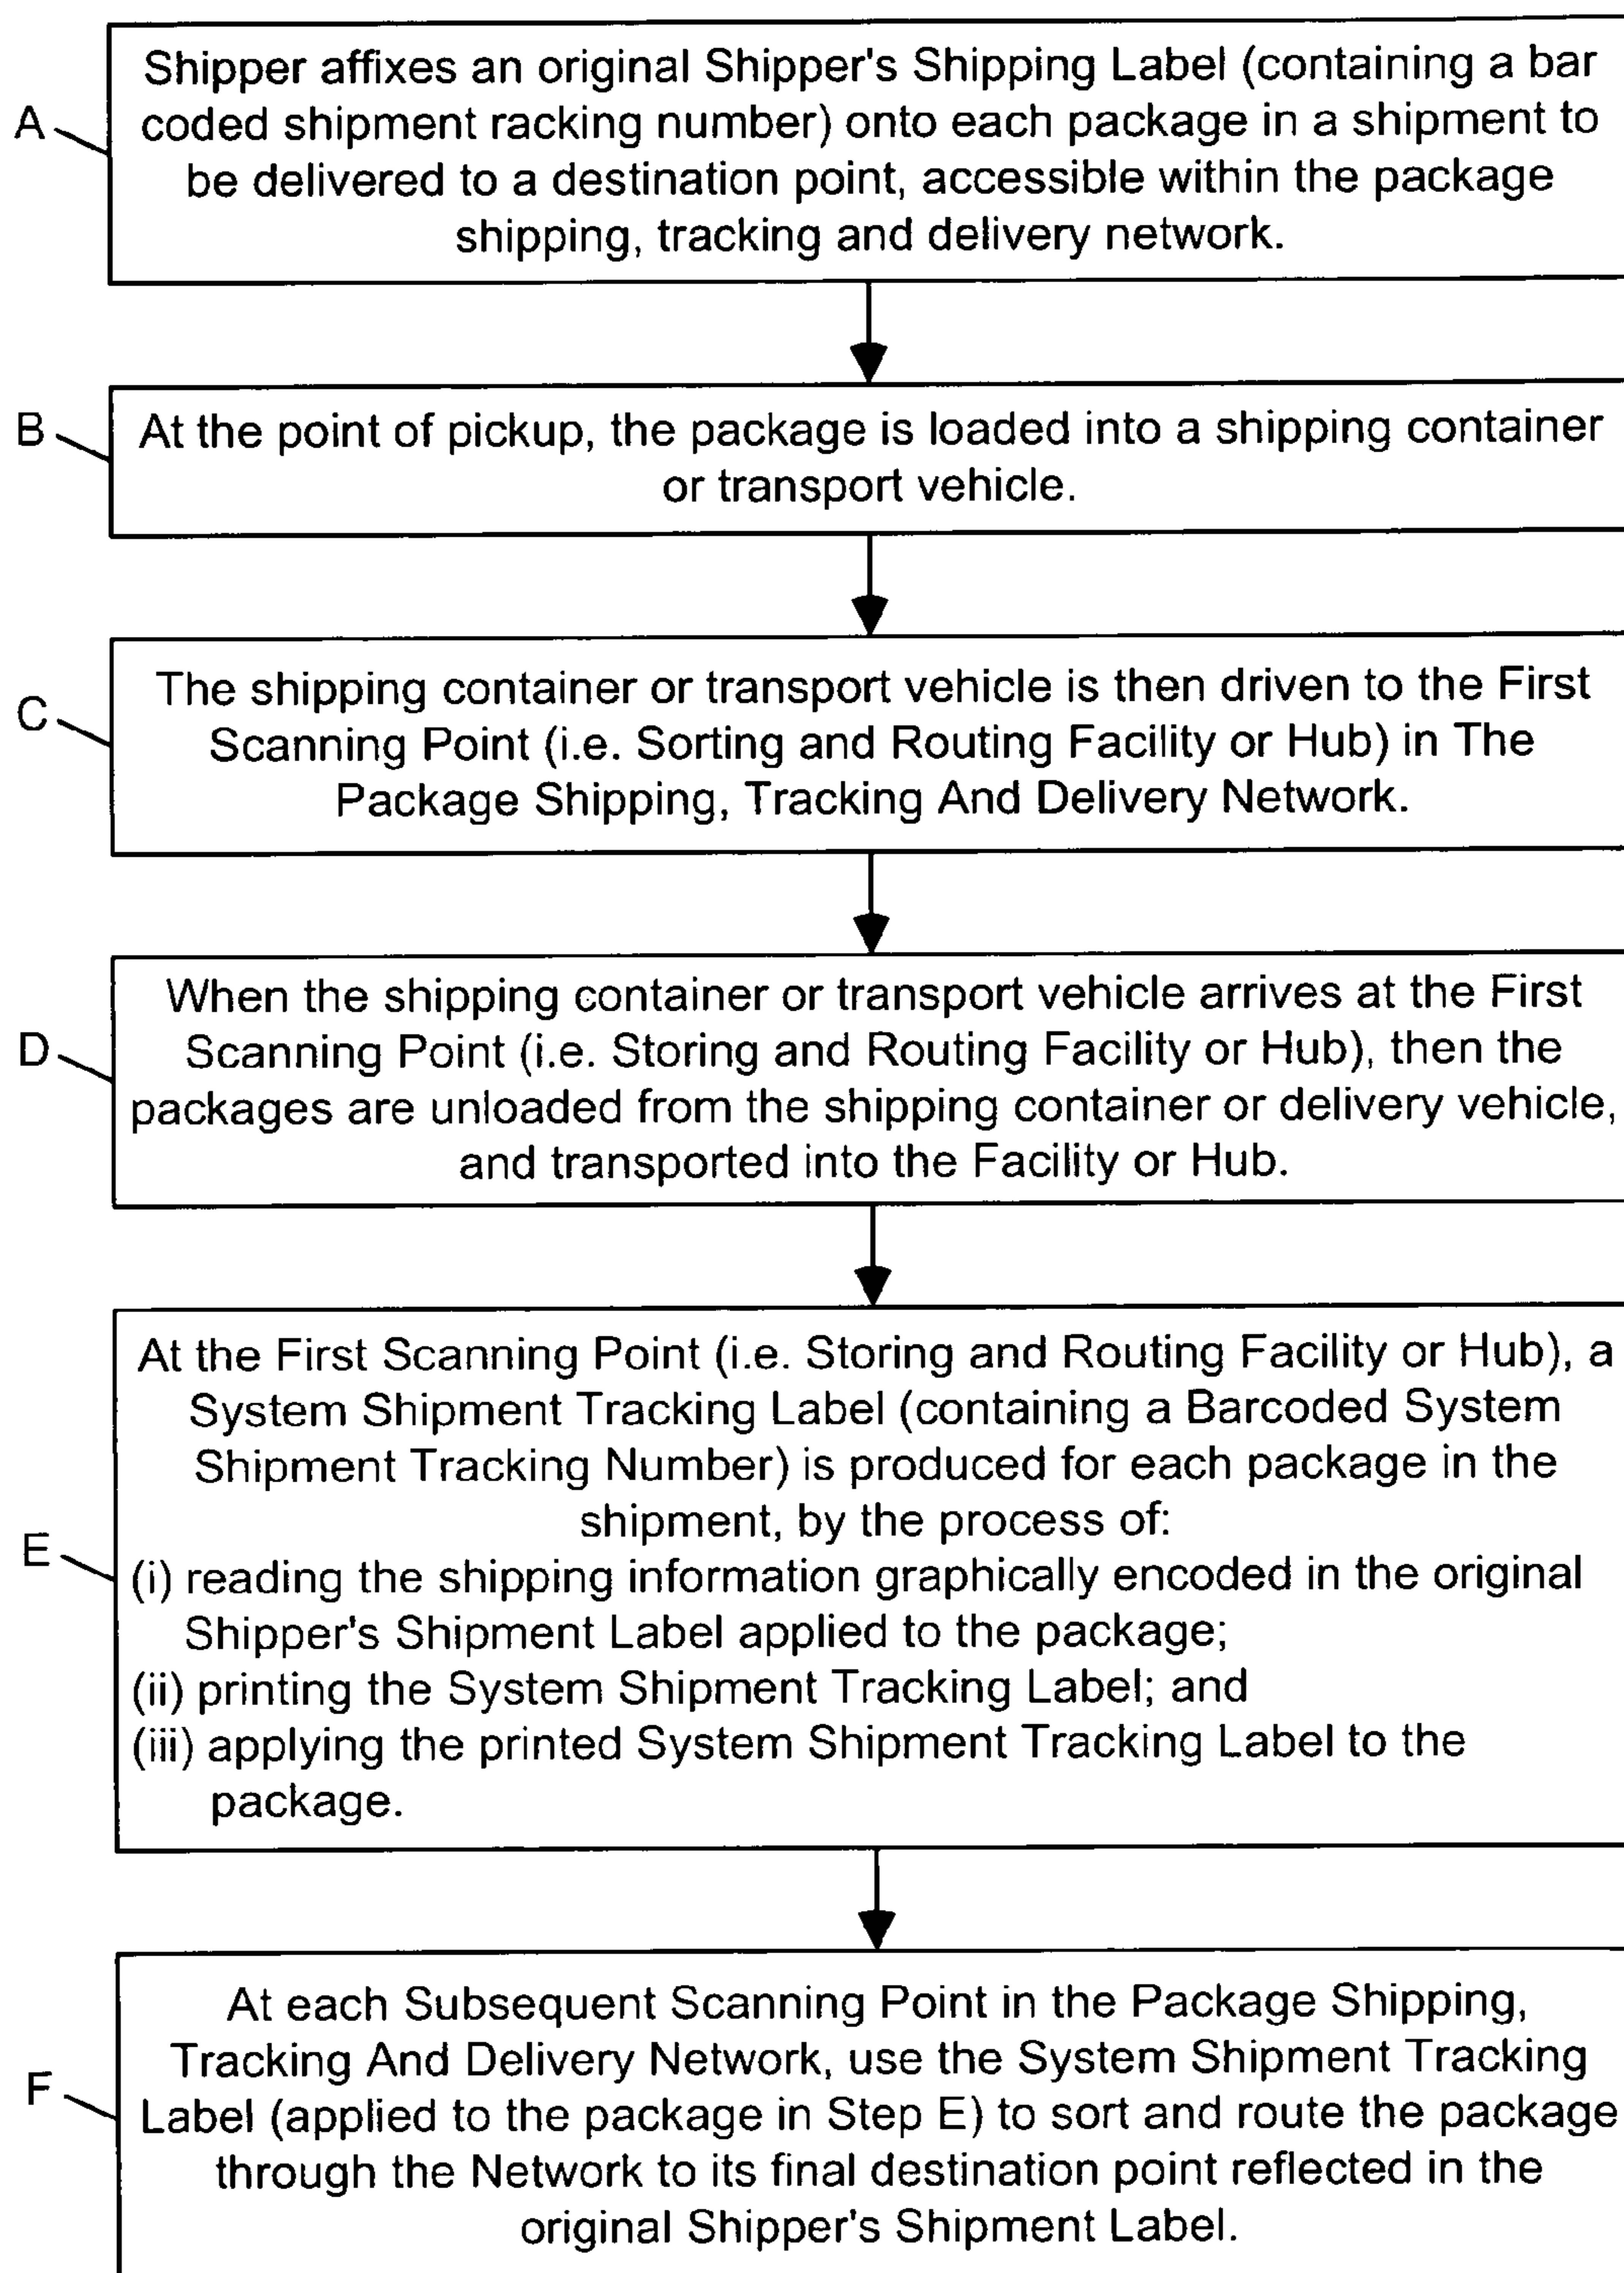 Shipper affixes an original Shipper's Shipping Label (containing a bar
A
coded shipment racking number) onto each package in a shipment to
be delivered to a destination point, accessible within the package
shipping, tracking and delivery network.
B
At the point of pickup, the package is loaded into a shipping container
or transport vehicle.
The shipping container or transport vehicle is then driven to the First
C
Scanning Point (i.e. Sorting and Routing Facility or Hub) in The
Package Shipping, Tracking And Delivery Network.
When the shipping container or transport vehicle arrives at the First
D
Scanning Point (i.e. Storing and Routing Facility or Hub), then the
packages are unloaded from the shipping container or delivery vehicle,
and transported into the Facility or Hub.
At the First Scanning Point (i.e. Storing and Routing Facility or Hub), a
System Shipment Tracking Label (containing a Barcoded System
Shipment Tracking Number) is produced for each package in the
shipment, by the process of:
E
(i) reading the shipping information graphically encoded in the original
Shipper's Shipment Label applied to the package;
(ii) printing the System Shipment Tracking Label; and
(iii) applying the printed System Shipment Tracking Label to the
package.
At each Subsequent Scanning Point in the Package Shipping,
Tracking And Delivery Network, use the System Shipment Tracking
F
Label (applied to the package in Step E) to sort and route the package
through the Network to its final destination point reflected in the
original Shipper's Shipment Label.